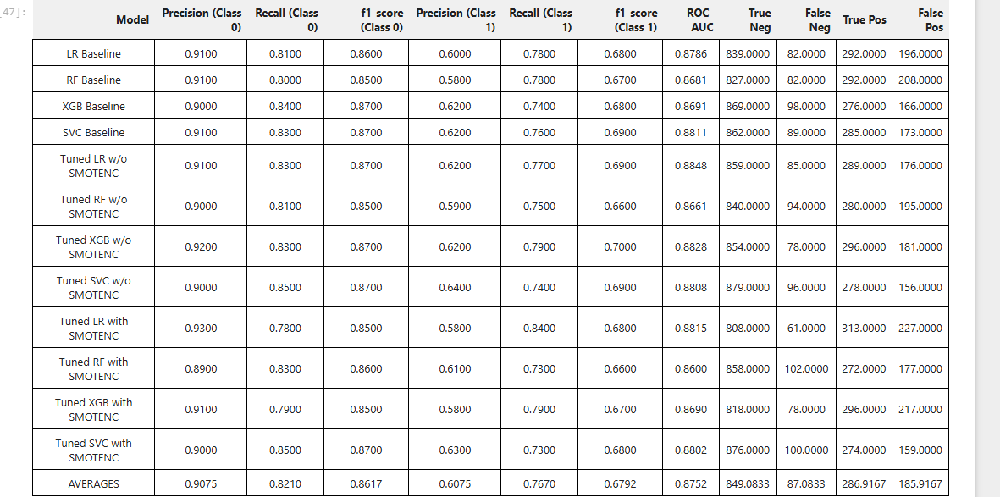 [47]:
Model Precision (Class 0) Recall (Class 0) f1-score (Class 0) Precision (Class 1) Recall (Class 1) f1-score (Class 1) ROC-AUC True Neg False Neg True Pos False Pos
LR Baseline 0.9100 0.8100 0.8600 0.6000 0.7800 0.6800 0.8786 839.0000 82.0000 292.0000 196.0000
RF Baseline 0.9100 0.8000 0.8500 0.5800 0.7800 0.6700 0.8681 827.0000 82.0000 292.0000 208.0000
XGB Baseline 0.9000 0.8400 0.8700 0.6200 0.7400 0.6800 0.8691 869.0000 98.0000 276.0000 166.0000
SVC Baseline 0.9100 0.8300 0.8700 0.6200 0.7600 0.6900 0.8811 862.0000 89.0000 285.0000 173.0000
Tuned LR w/o SMOTENC 0.9100 0.8300 0.8700 0.6200 0.7700 0.6900 0.8848 859.0000 85.0000 289.0000 176.0000
Tuned RF w/o SMOTENC 0.9000 0.8100 0.8500 0.5900 0.7500 0.6600 0.8661 840.0000 94.0000 280.0000 195.0000
Tuned XGB w/o SMOTENC 0.9200 0.8300 0.8700 0.6200 0.7900 0.7000 0.8828 854.0000 78.0000 296.0000 181.0000
Tuned SVC w/o SMOTENC 0.9000 0.8500 0.8700 0.6400 0.7400 0.6900 0.8808 879.0000 96.0000 278.0000 156.0000
Tuned LR with SMOTENC 0.9300 0.7800 0.8500 0.5800 0.8400 0.6800 0.8815 808.0000 61.0000 313.0000 227.0000
Tuned RF with SMOTENC 0.8900 0.8300 0.8600 0.6100 0.7300 0.6600 0.8600 858.0000 102.0000 272.0000 177.0000
Tuned XGB with SMOTENC 0.9100 0.7900 0.8500 0.5800 0.7900 0.6700 0.8690 818.0000 78.0000 296.0000 217.0000
Tuned SVC with SMOTENC 0.9000 0.8500 0.8700 0.6300 0.7300 0.6800 0.8802 876.0000 100.0000 274.0000 159.0000
AVERAGES 0.9075 0.8210 0.8617 0.6075 0.7670 0.6792 0.8752 849.0833 87.0833 286.9167 185.9167